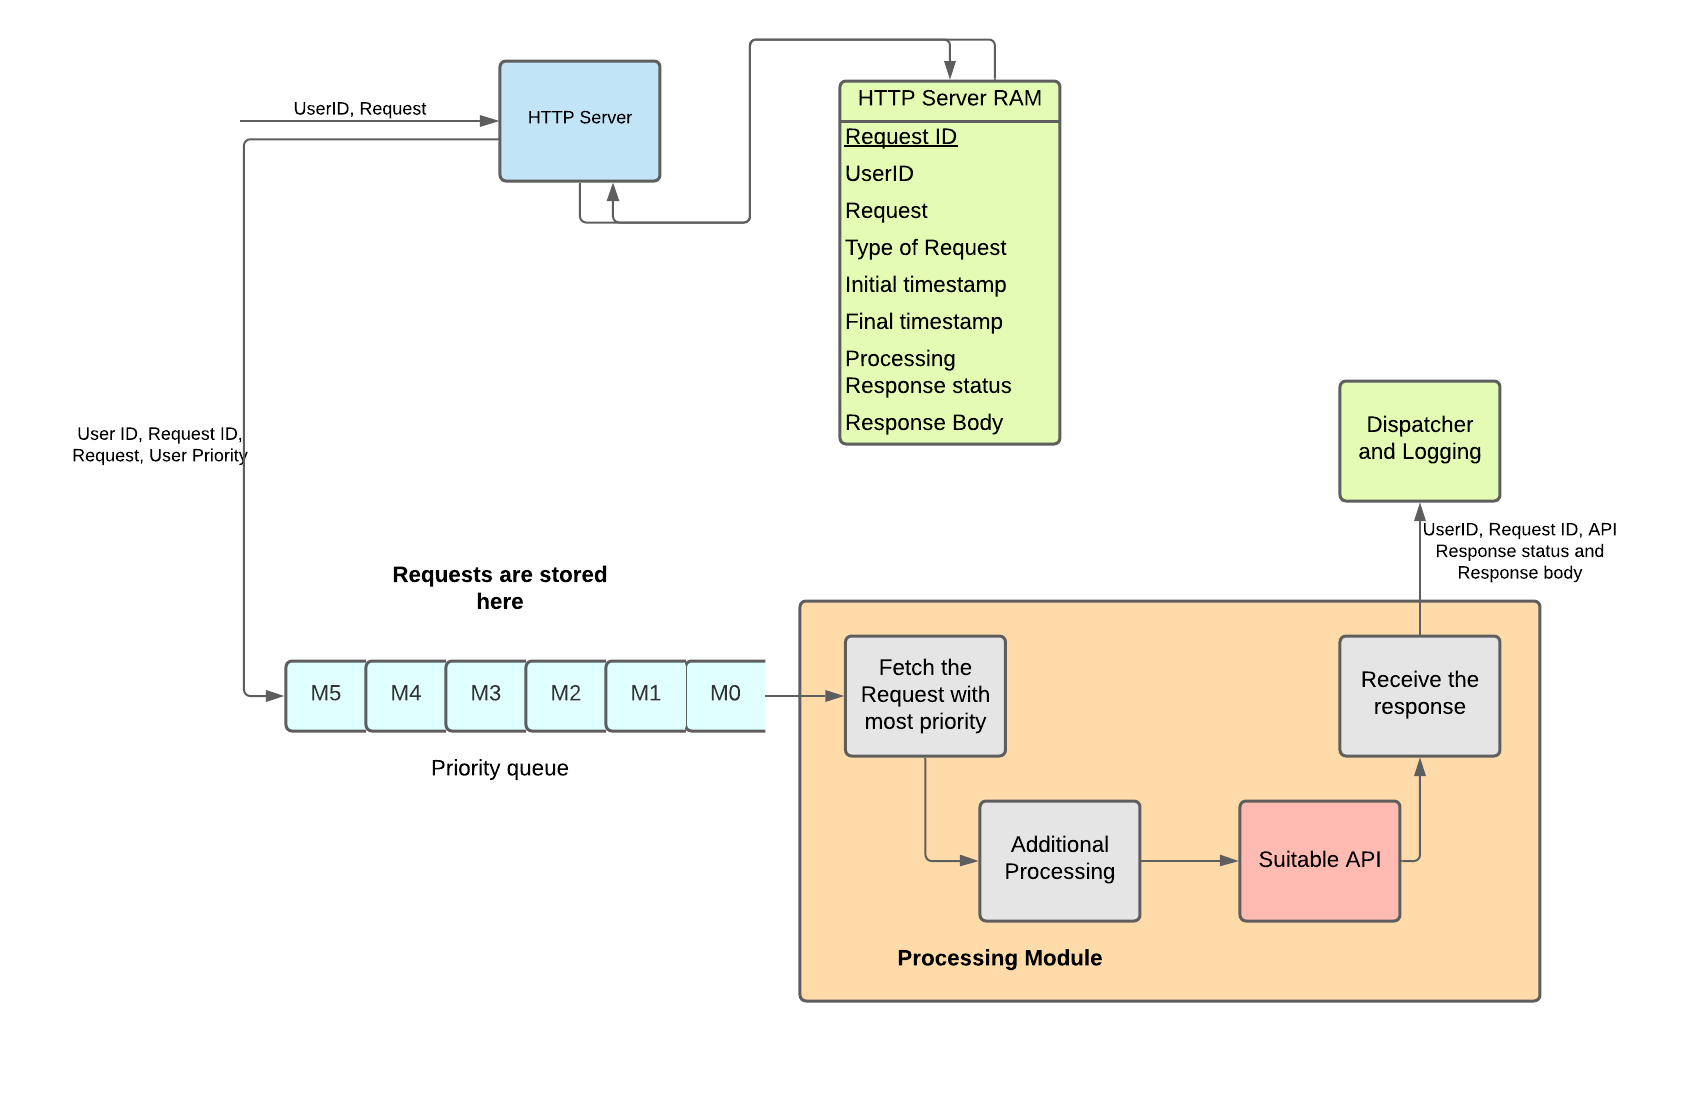 UserID, Request
HTTP Server
HTTP Server RAM
Request ID
UserID
Request
Type of Request
Initial timestamp
Final timestamp
Processing
Response status
Response Body
User ID, Request ID,
Request, User Priority
Dispatcher
and Logging
UserID, Request ID, API
Response status and
Response body
Requests are stored
here
M5 M4 M3 M2 M1 M0
Priority queue
Fetch the
Request with
most priority
Receive the
response
Additional
Processing
Suitable API
Processing Module